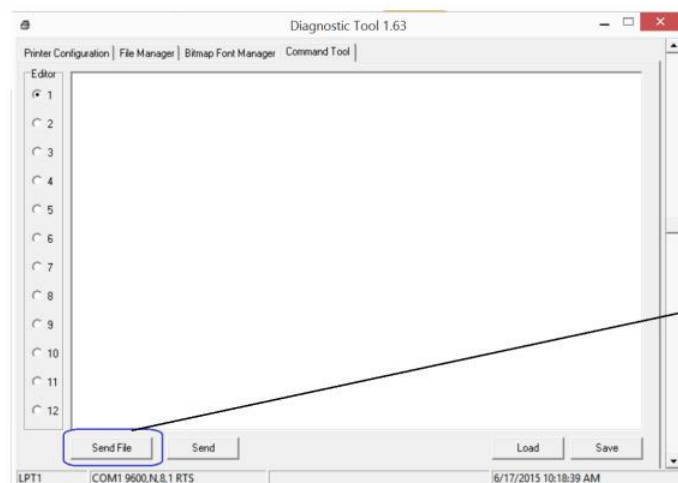 Diagnostic Tool 1.63
Printer Configuration File Manager Bitmap Font Manager Command Tool
Editor
1
2
3
4
5
6
7
8
9
10
11
12
Send File Send Load Save
LPT1 COM1 9600,N,8,1 RTS 6/17/2015 10:18:39 AM